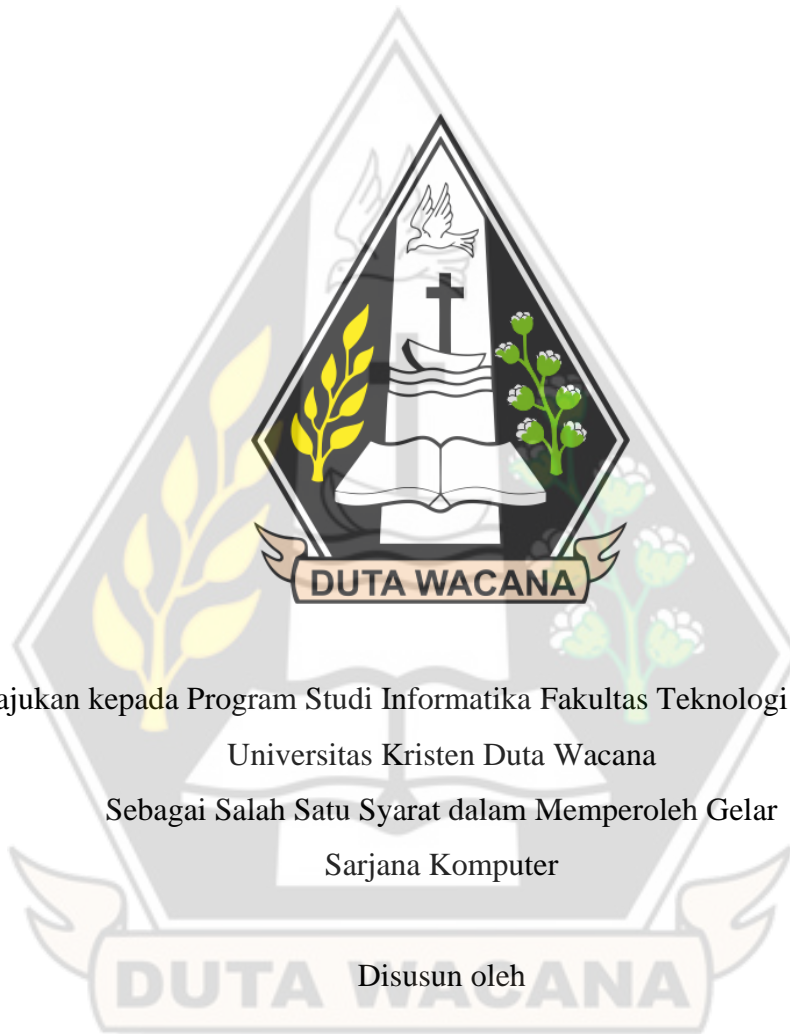 DUTA WACANA
ajukan kepada Program Studi Informatika Fakultas Teknologi
Universitas Kristen Duta Wacana
Sebagai Salah Satu Syarat dalam Memperoleh Gelar
Sarjana Komputer
Disusun oleh
DUTA WACANA